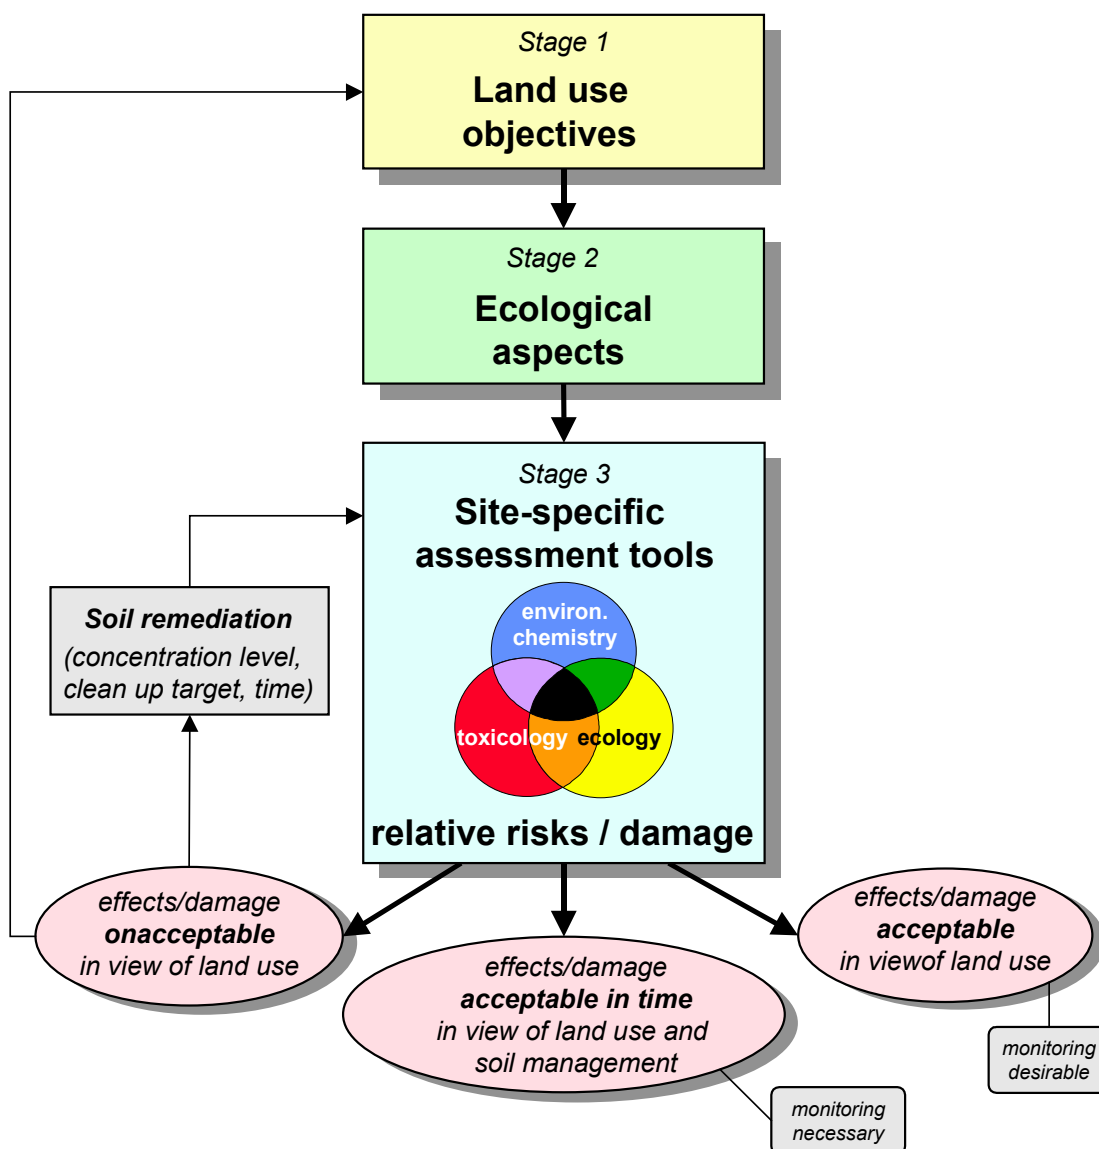 Stage 1
Land use
objectives
Stage 2
Ecological
aspects
Stage 3
Site-specific
assessment tools
environ.
chemistry
toxicology
ecology
relative risks / damage
Soil remediation
(concentration level,
clean up target, time)
effects/damage
onacceptable
in view of land use
effects/damage
acceptable in time
in view of land use and
soil management
effects/damage
acceptable
in viewof land use
monitoring
desirable
monitoring
necessary